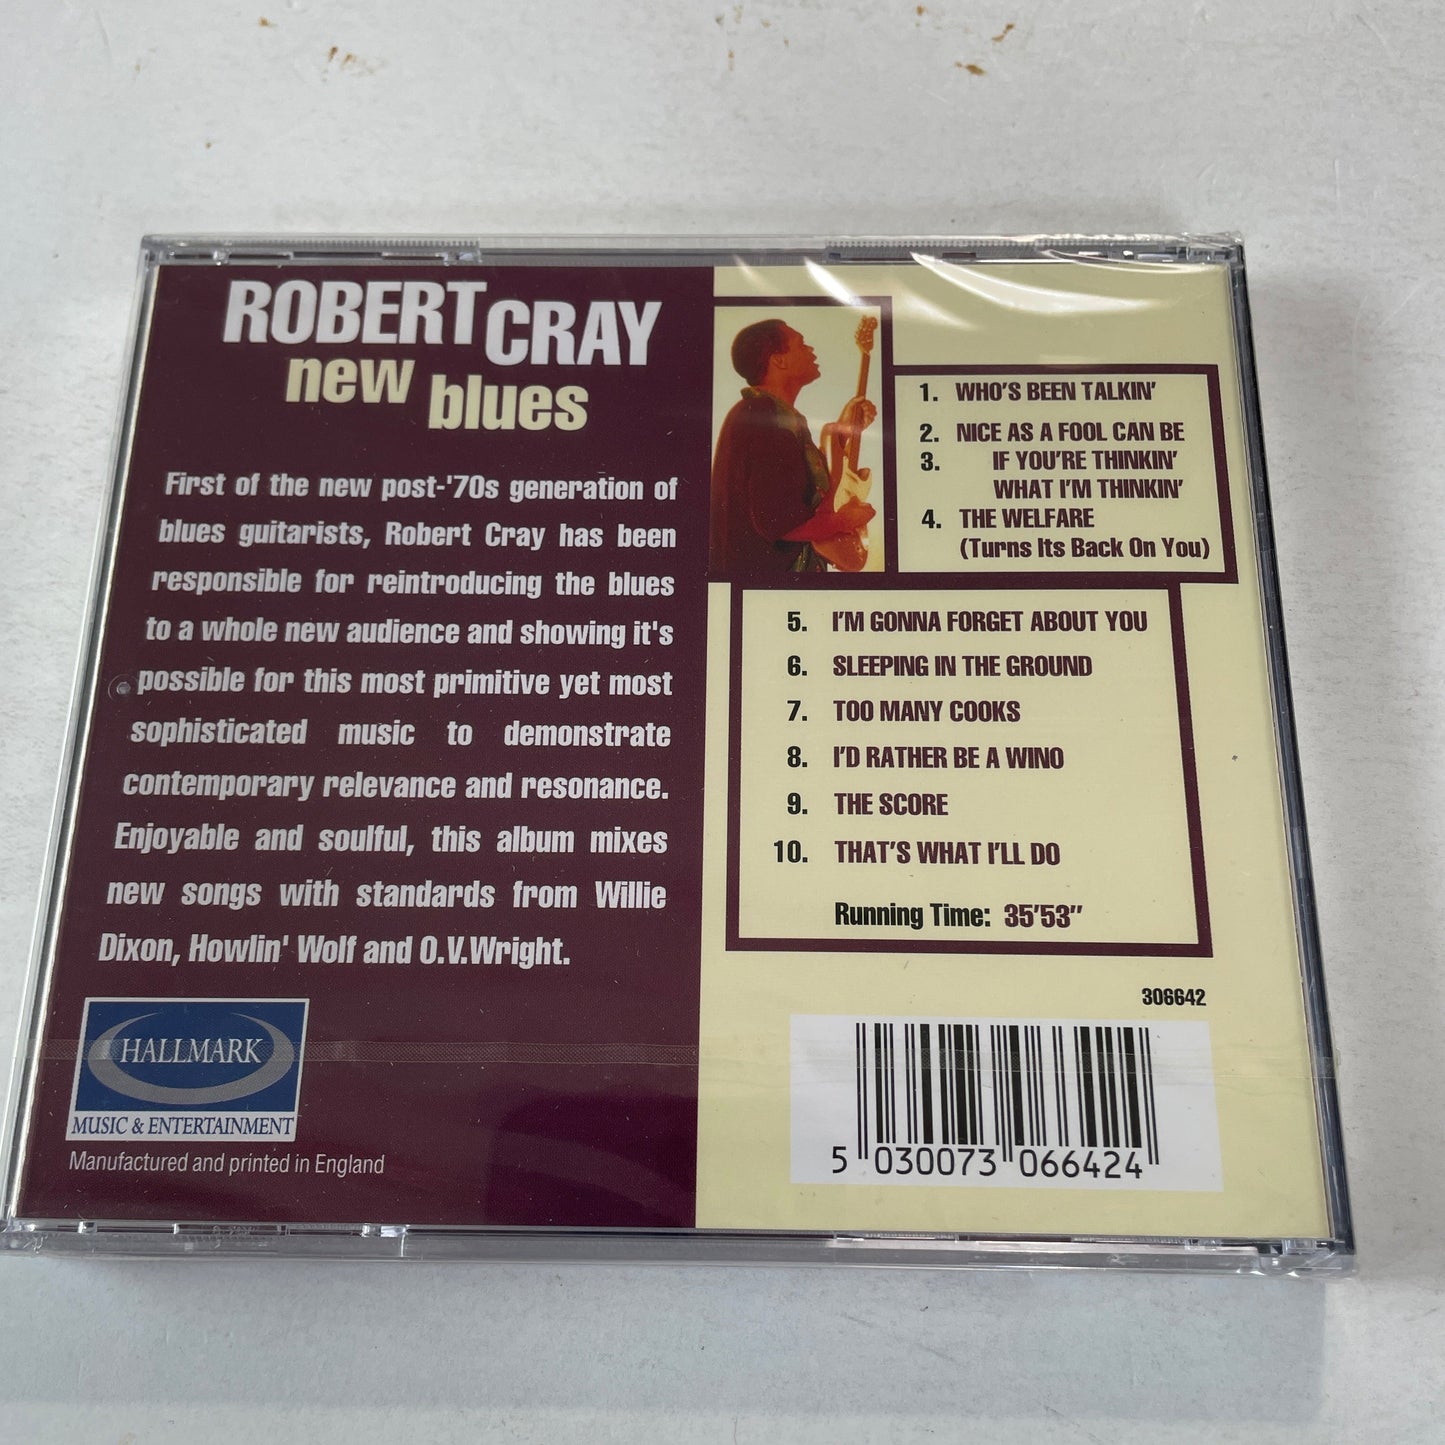 ROBERT CRAY
new blues
First of the new post-'70s generation of
blues guitarists, Robert Cray has been
responsible for reintroducing the blues
to a whole new audience and showing it's
possible for this most primitive yet most
sophisticated music to demonstrate
contemporary relevance and resonance.
Enjoyable and soulful, this album mixes
new songs with standards from Willie
Dixon, Howlin' Wolf and O.V.Wright.
HALLMARK
MUSIC & ENTERTAINMENT
Manufactured and printed in England
1. WHO'S BEEN TALKIN'
2. NICE AS A FOOL CAN BE
3. IF YOU'RE THINKIN'
WHAT I'M THINKIN'
4. THE WELFARE
(Turns Its Back On You)
5. I'M GONNA FORGET ABOUT YOU
6. SLEEPING IN THE GROUND
7. TOO MANY COOKS
8. I'D RATHER BE A WINO
9. THE SCORE
10. THAT'S WHAT I'LL DO
Running Time: 35'53"
306642
5 030073 066424